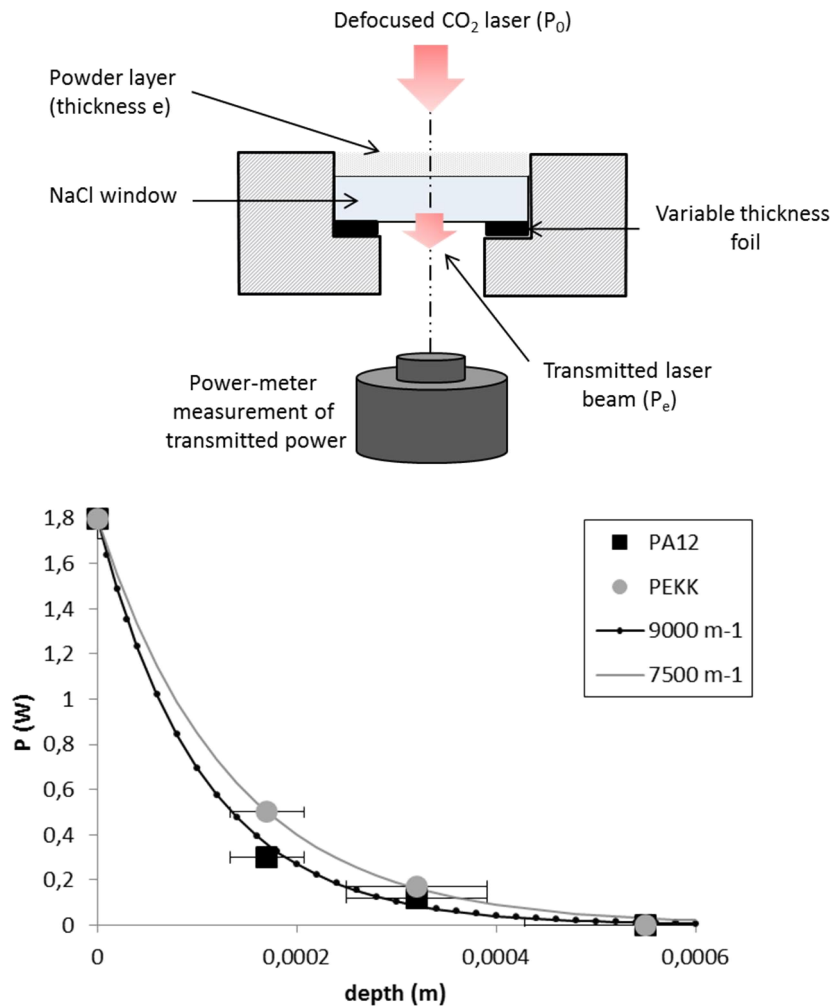 Defocused CO₂ laser (P₀)
Powder layer
(thickness e)
NaCl window
Variable thickness
foil
Transmitted laser
beam (Pₑ)
Power-meter
measurement of
transmitted power
1,8
1,6
1,4
1,2
1
0,8
0,6
0,4
0,2
0
P (W)
0
0,0002
0,0004
0,0006
depth (m)
PA12
PEKK
9000 m-1
7500 m-1